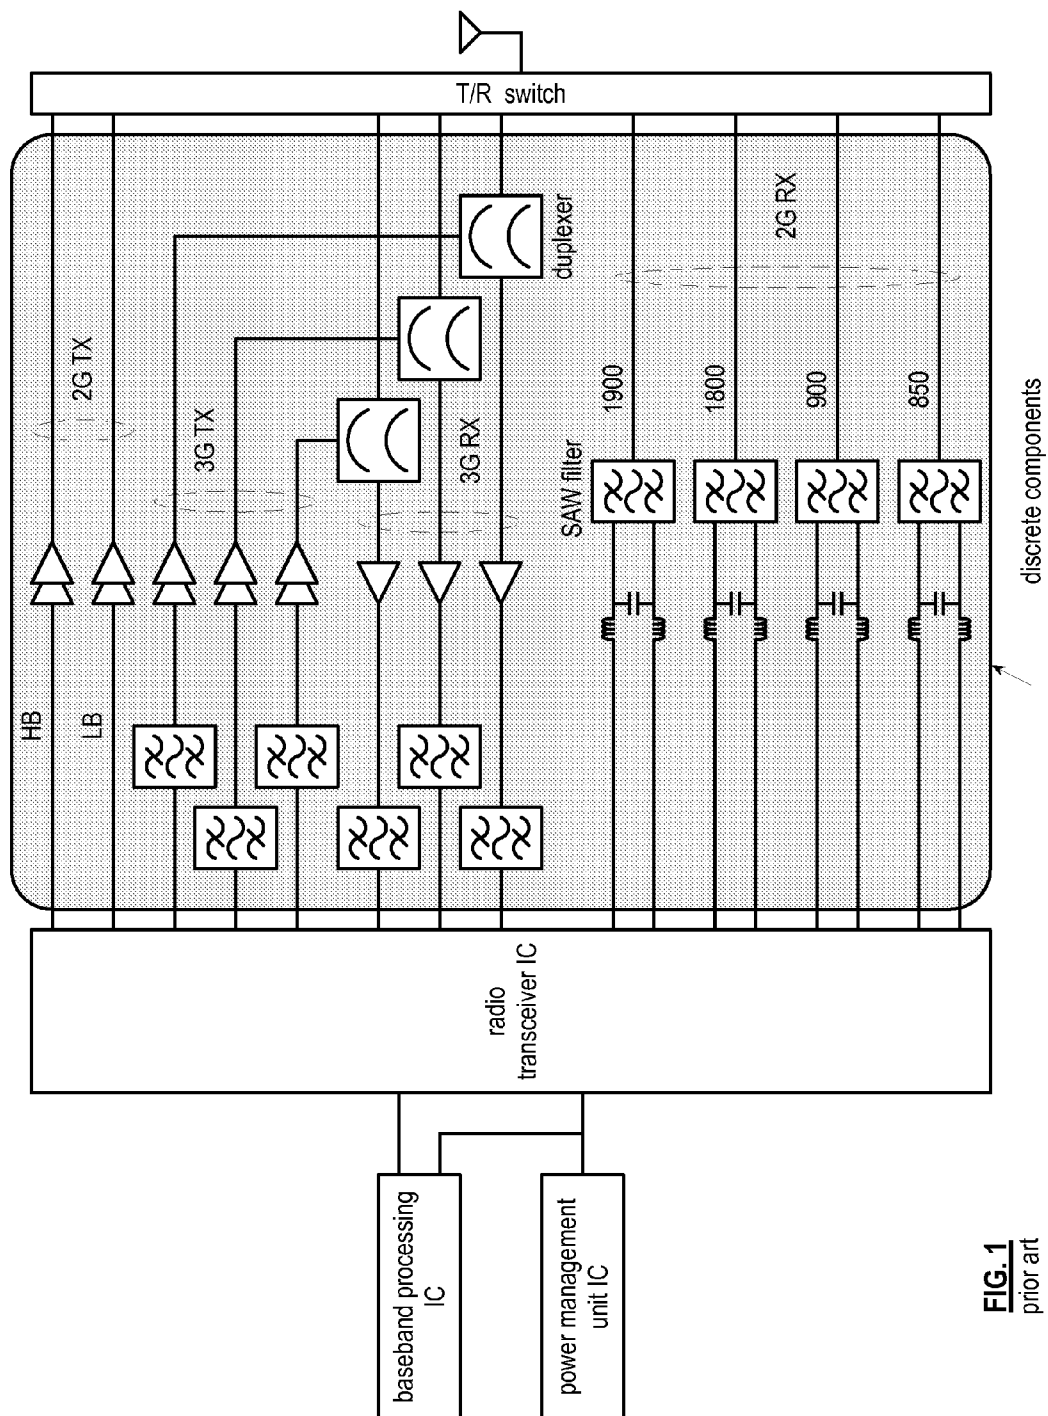 T/R switch
2G TX
3G TX
duplexer
3G RX
2G RX
SAW filter
1900
1800
900
850
HB
LB
discrete components
radio
transceiver IC
baseband processing
IC
power management
unit IC
FIG. 1
prior art